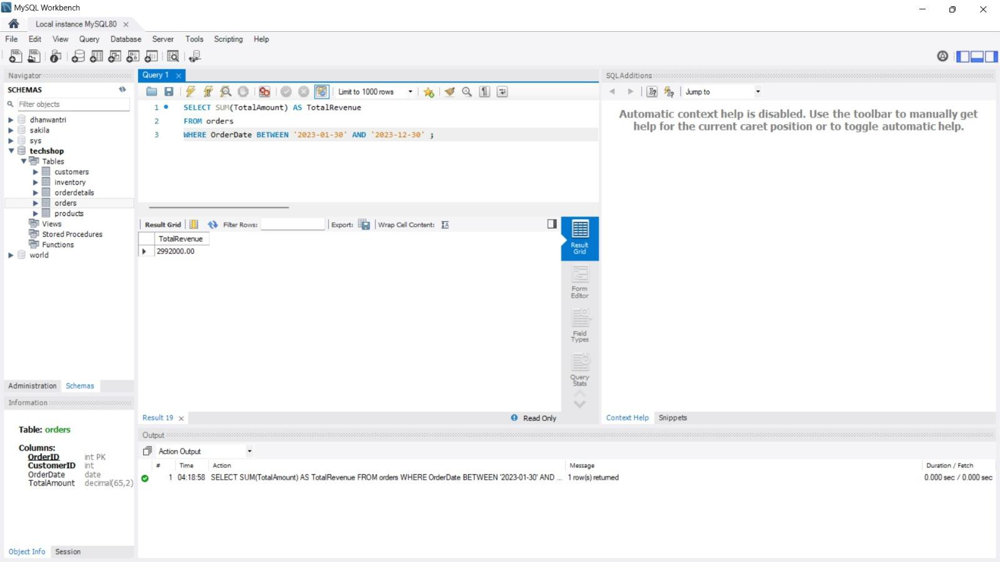 MySQL Workbench
Local instance MySQL80
File Edit View Query Database Server Tools Scripting Help
Navigator
SCHEMAS
Filter objects
dhanwantri
sakila
sys
techshop
Tables
customers
inventory
orderdetails
orders
products
Views
Stored Procedures
Functions
world
Administration Schemas
Information
Table: orders
Columns:
OrderID int PK
CustomerID int
OrderDate date
TotalAmount decimal(65,2)
Object Info Session
Query 1
Limit to 1000 rows
1 SELECT SUM(TotalAmount) AS TotalRevenue
2 FROM orders
3 WHERE OrderDate BETWEEN '2023-01-30' AND '2023-12-30' ;
Result Grid Filter Rows: Export: Wrap Cell Content:
TotalRevenue
2992000.00
Result
Grid
Form
Editor
Field
Types
Query
Stats
Result 19 Read Only
SQLAdditions
Jump to
Automatic context help is disabled. Use the toolbar to manually get
help for the current caret position or to toggle automatic help.
Context Help Snippets
Output
Action Output
# Time Action Message Duration / Fetch
1 04:18:58 SELECT SUM(TotalAmount) AS TotalRevenue FROM orders WHERE OrderDate BETWEEN '2023-01-30' AND ... 1 row(s) returned 0.000 sec / 0.000 sec